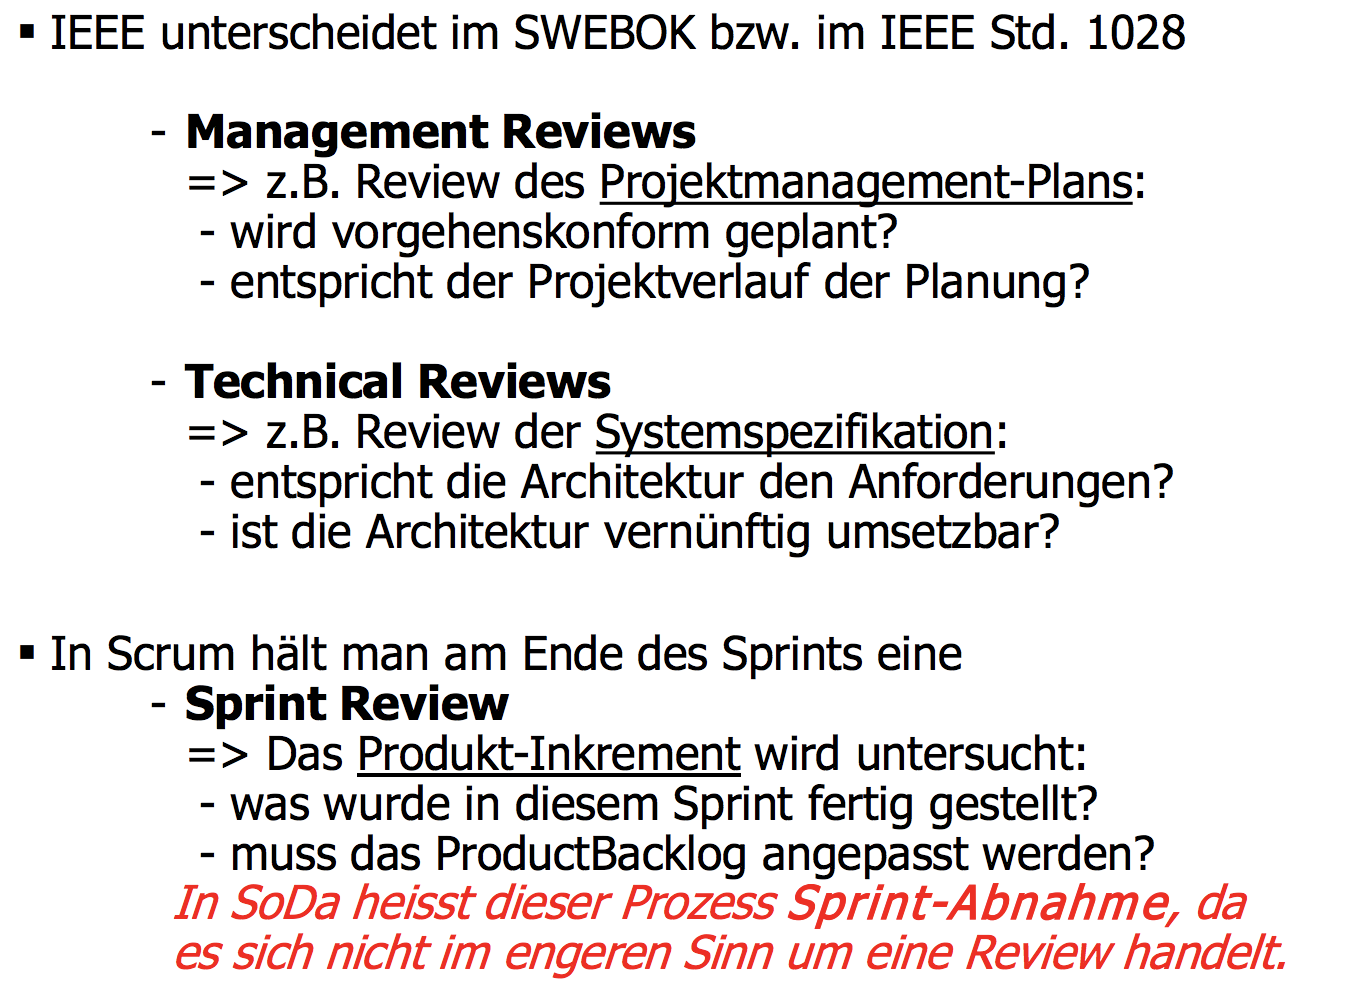 ▪ IEEE unterscheidet im SWEBOK bzw. im IEEE Std. 1028
- Management Reviews
=> z.B. Review des Projektmanagement-Plans:
- wird vorgehenskonform geplant?
- entspricht der Projektverlauf der Planung?
- Technical Reviews
=> z.B. Review der Systemspezifikation:
- entspricht die Architektur den Anforderungen?
- ist die Architektur vernünftig umsetzbar?
▪ In Scrum hält man am Ende des Sprints eine
- Sprint Review
=> Das Produkt-Inkrement wird untersucht:
- was wurde in diesem Sprint fertig gestellt?
- muss das ProductBacklog angepasst werden?
In SoDa heisst dieser Prozess Sprint-Abnahme, da
es sich nicht im engeren Sinn um eine Review handelt.